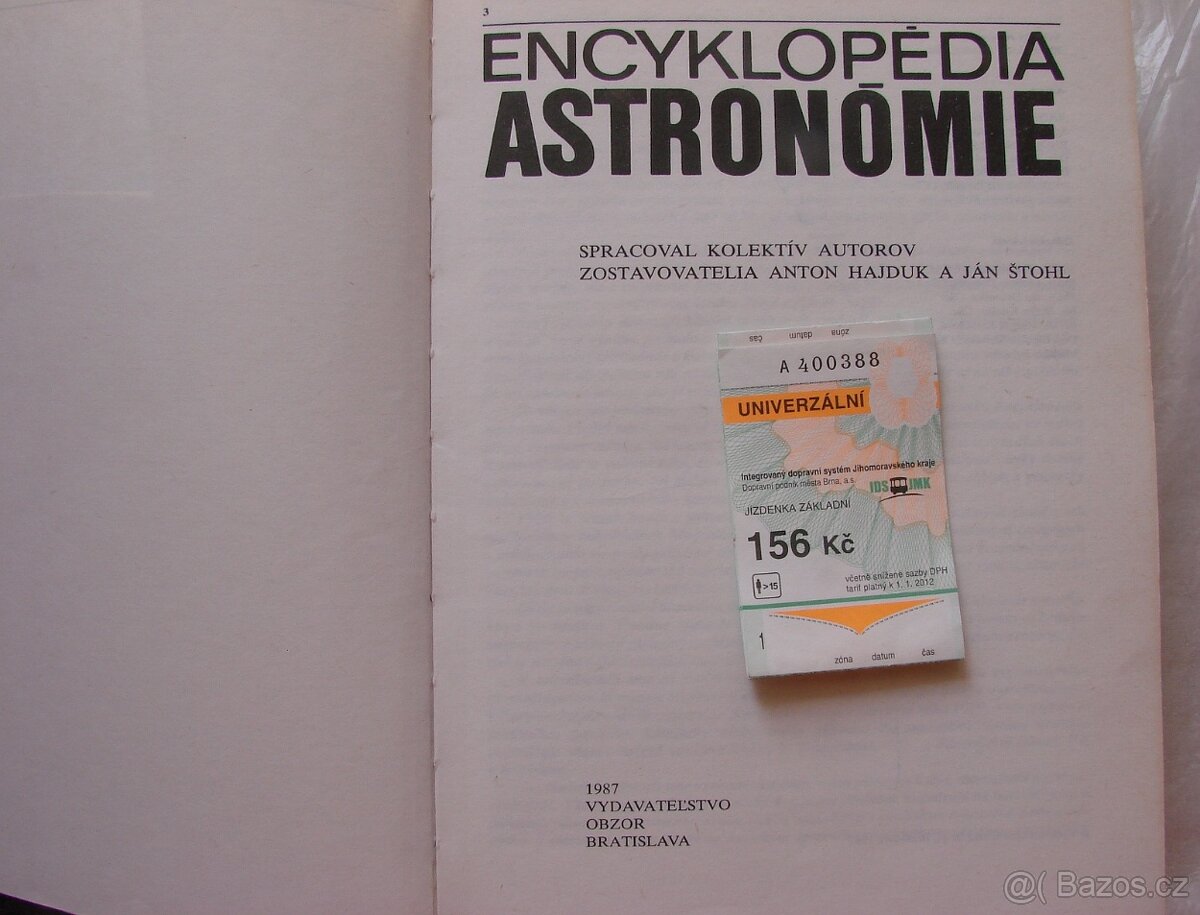 3
ENCYKLOPÉDIA
ASTRONÓMIE
SPRACOVAL KOLEKTÍV AUTOROV
ZOSTAVOVATELIA ANTON HAJDUK A JÁN ŠTOHL
zóna datum čas
A 400388
UNIVERZÁLNÍ
Integrovaný dopravní systém Jihomoravského kraje
Dopravní podnik města Brna, a.s.
IDS JMK
JÍZDENKA ZÁKLADNÍ
156 Kč
>15
včetně snížené sazby DPH
tarif platný k 1. 1. 2012
1
zóna datum čas
1987
VYDAVATEĽSTVO
OBZOR
BRATISLAVA
@( Bazos.cz